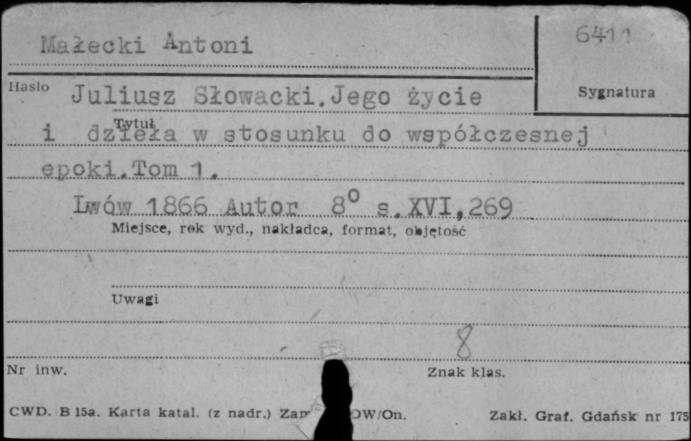 Małecki Antoni
Hasło
Sygnatura
Juliusz Słowacki.Jego życie
Tytuł
i dzieła w stosunku do współczesnej
epoki.Tom 1.
Lwów 1866 Autor 8° s.XVI,269
Miejsce, rok wyd., nakładca, format, objętość
Uwagi
8
Nr inw.
Znak klas.
CWD. B 15a. Karta katal. (z nadr.) OW/On. Zakł. Graf. Gdańsk nr 175